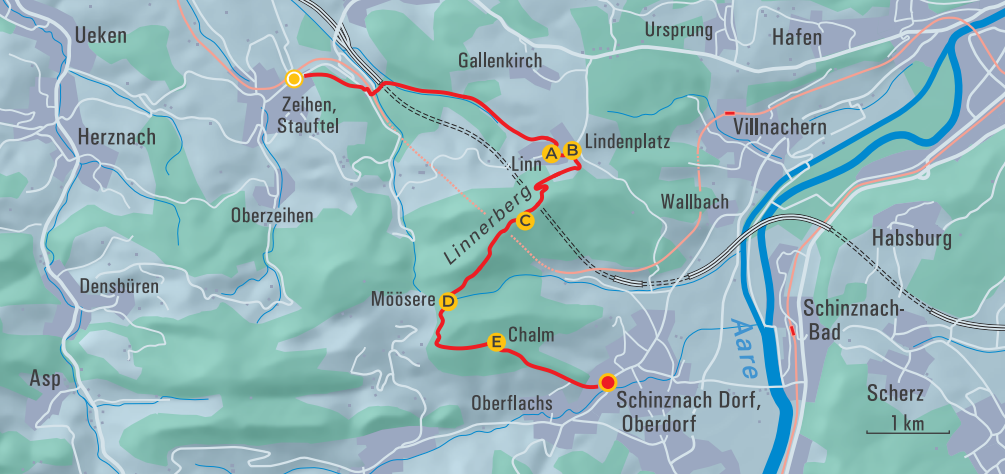 Ueken
Ursprung
Hafen
Gallenkirch
Zeihen,
Stauftel
Herznach
Villnachern
A
B
Lindenplatz
Linn
Oberzeihen
Linnerberg
C
Wallbach
Habsburg
Densbüren
Möösere
D
Schinznach-
Bad
E
Chalm
Aare
Asp
Oberflachs
Schinznach Dorf,
Oberdorf
Scherz
1 km